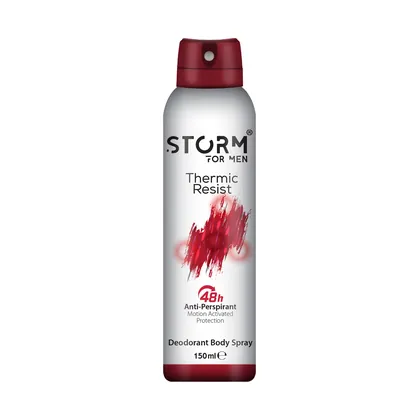 STORM®
FOR MEN
Thermic
Resist
48h
Anti-Perspirant
Motion Activated
Protection
Deodorant Body Spray
150ml℮